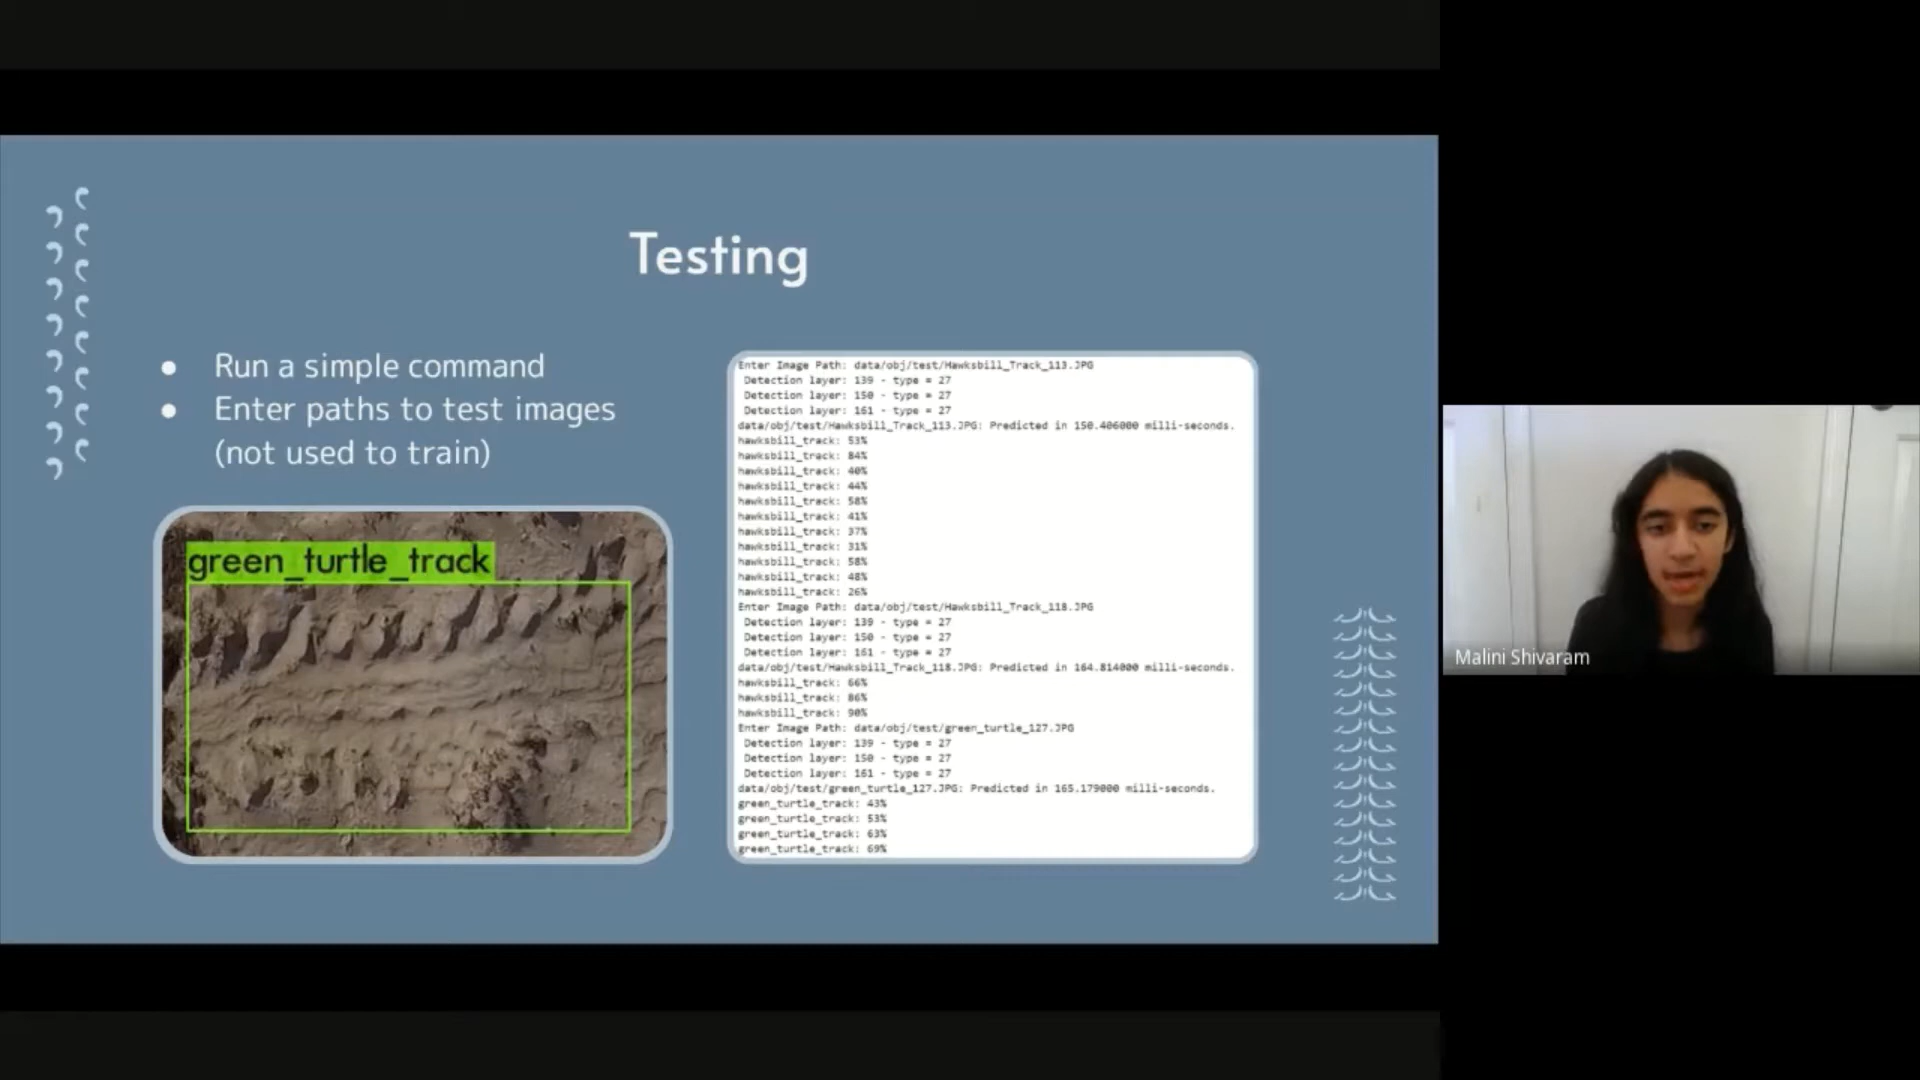 Testing
● Run a simple command
● Enter paths to test images
(not used to train)
green_turtle_track
Enter Image Path: data/obj/test/Hawksbill_Track_113.JPG
Detection layer: 139 - type = 27
Detection layer: 150 - type = 27
Detection layer: 161 - type = 27
data/obj/test/Hawksbill_Track_113.JPG: Predicted in 150.406000 milli-seconds.
hawksbill_track: 53%
hawksbill_track: 84%
hawksbill_track: 40%
hawksbill_track: 44%
hawksbill_track: 58%
hawksbill_track: 41%
hawksbill_track: 37%
hawksbill_track: 31%
hawksbill_track: 58%
hawksbill_track: 48%
hawksbill_track: 26%
Enter Image Path: data/obj/test/Hawksbill_Track_118.JPG
Detection layer: 139 - type = 27
Detection layer: 150 - type = 27
Detection layer: 161 - type = 27
data/obj/test/Hawksbill_Track_118.JPG: Predicted in 164.814000 milli-seconds.
hawksbill_track: 66%
hawksbill_track: 86%
hawksbill_track: 90%
Enter Image Path: data/obj/test/green_turtle_127.JPG
Detection layer: 139 - type = 27
Detection layer: 150 - type = 27
Detection layer: 161 - type = 27
data/obj/test/green_turtle_127.JPG: Predicted in 165.179000 milli-seconds.
green_turtle_track: 43%
green_turtle_track: 53%
green_turtle_track: 63%
green_turtle_track: 69%
Malini Shivaram